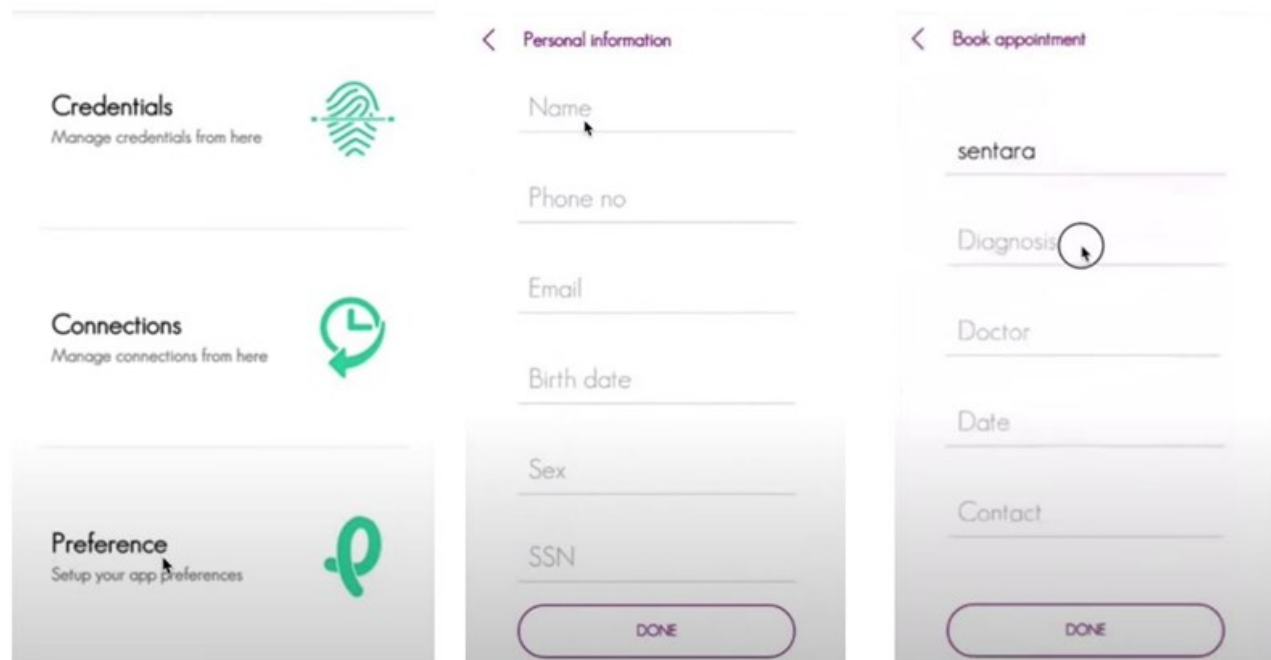 Credentials
Manage credentials from here
Connections
Manage connections from here
Preference
Setup your app preferences
Personal information
Name
Phone no
Email
Birth date
Sex
SSN
DONE
Book appointment
sentara
Diagnosis
Doctor
Date
Contact
DONE